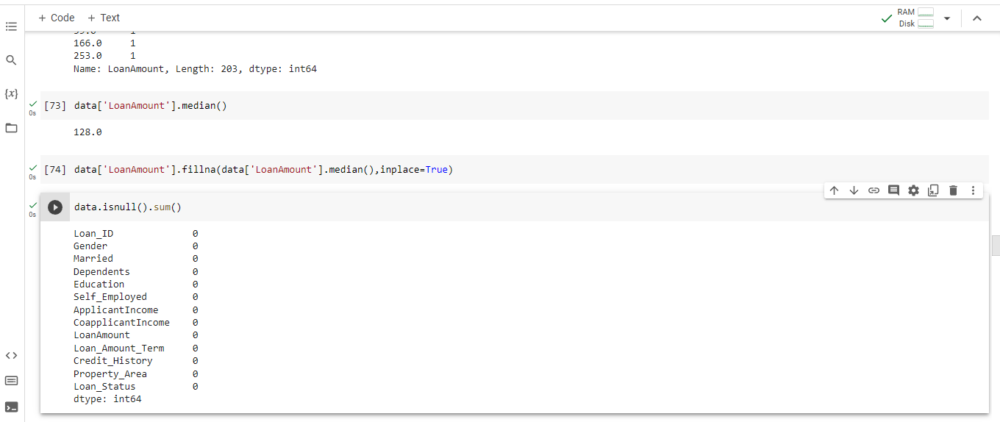 + Code + Text
RAM
Disk
1
166.0 1
253.0 1
Name: LoanAmount, Length: 203, dtype: int64
{x}
[73] data['LoanAmount'].median()
0s
128.0
[74] data['LoanAmount'].fillna(data['LoanAmount'].median(),inplace=True)
0s
data.isnull().sum()
0s
Loan_ID 0
Gender 0
Married 0
Dependents 0
Education 0
Self_Employed 0
ApplicantIncome 0
CoapplicantIncome 0
LoanAmount 0
Loan_Amount_Term 0
Credit_History 0
Property_Area 0
Loan_Status 0
dtype: int64